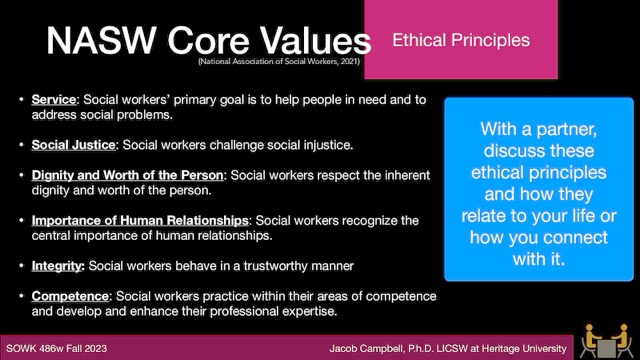 NASW Core Values
(National Association of Social Workers, 2021)
Ethical Principles
• Service: Social workers' primary goal is to help people in need and to
address social problems.
• Social Justice: Social workers challenge social injustice.
• Dignity and Worth of the Person: Social workers respect the inherent
dignity and worth of the person.
• Importance of Human Relationships: Social workers recognize the
central importance of human relationships.
• Integrity: Social workers behave in a trustworthy manner
• Competence: Social workers practice within their areas of competence
and develop and enhance their professional expertise.
With a partner,
discuss these
ethical principles
and how they
relate to your life or
how you connect
with it.
SOWK 486w Fall 2023
Jacob Campbell, Ph.D. LICSW at Heritage University